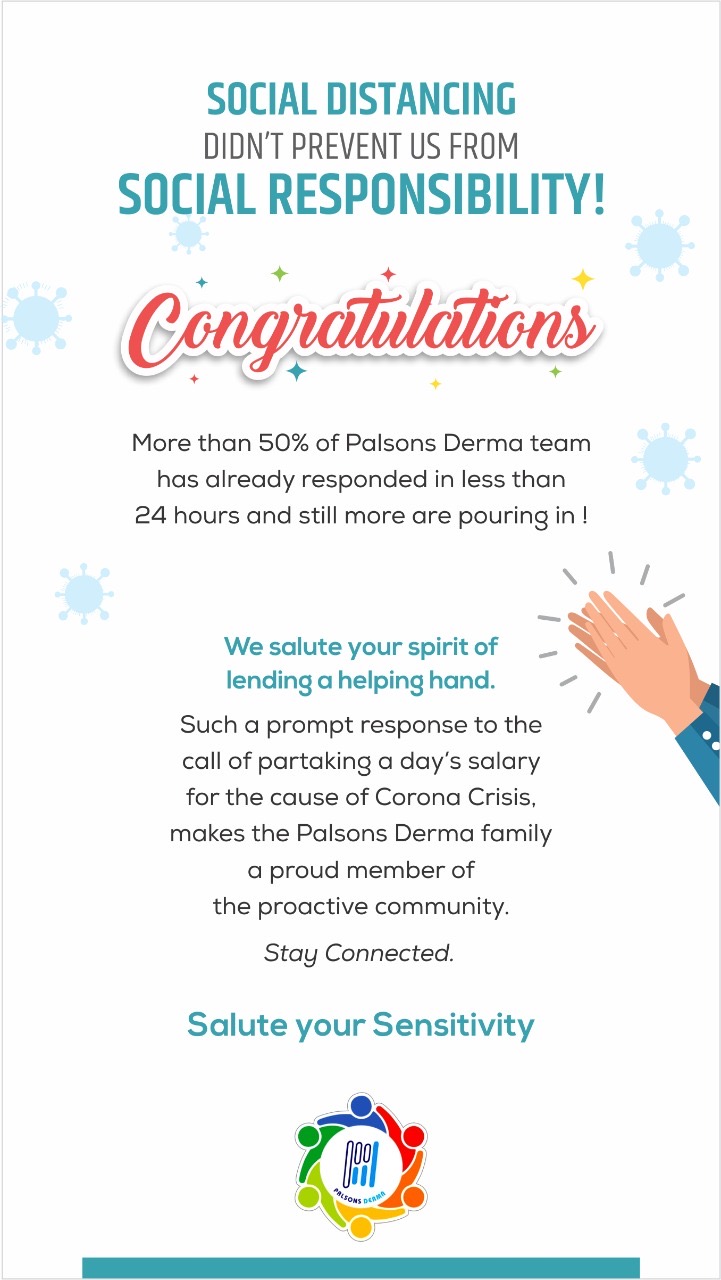 SOCIAL DISTANCING
DIDN'T PREVENT US FROM
SOCIAL RESPONSIBILITY!
Congratulations
More than 50% of Palsons Derma team
has already responded in less than
24 hours and still more are pouring in !
We salute your spirit of
lending a helping hand.
Such a prompt response to the
call of partaking a day's salary
for the cause of Corona Crisis,
makes the Palsons Derma family
a proud member of
the proactive community.
Stay Connected.
Salute your Sensitivity
PALSONS DERMA